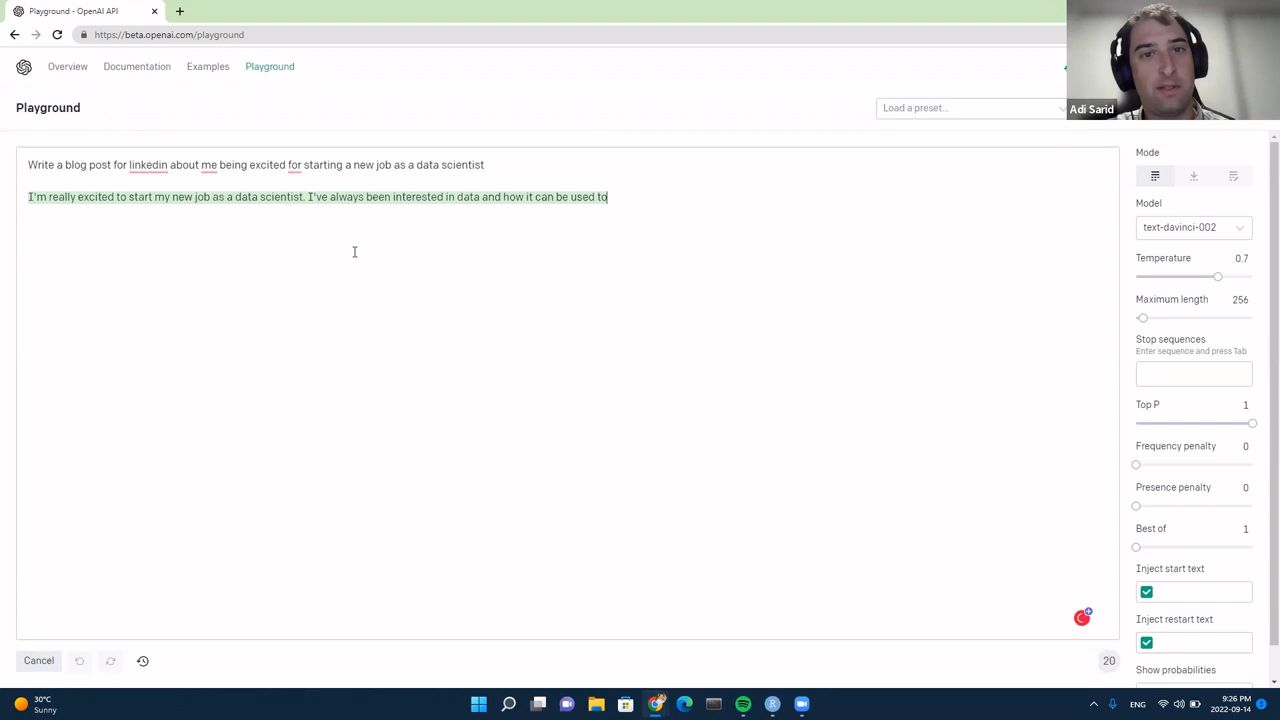 Playground - OpenAI API
https://beta.openai.com/playground
Overview
Documentation
Examples
Playground
Adi Sarid
Playground
Load a preset...
Write a blog post for linkedin about me being excited for starting a new job as a data scientist
I'm really excited to start my new job as a data scientist. I've always been interested in data and how it can be used to
Mode
Model
text-davinci-002
Temperature 0.7
Maximum length 256
Stop sequences
Enter sequence and press Tab
Top P 1
Frequency penalty 0
Presence penalty 0
Best of 1
Inject start text
Inject restart text
Show probabilities
Cancel
20
30°C
Sunny
ENG
9:26 PM
2022-09-14
3